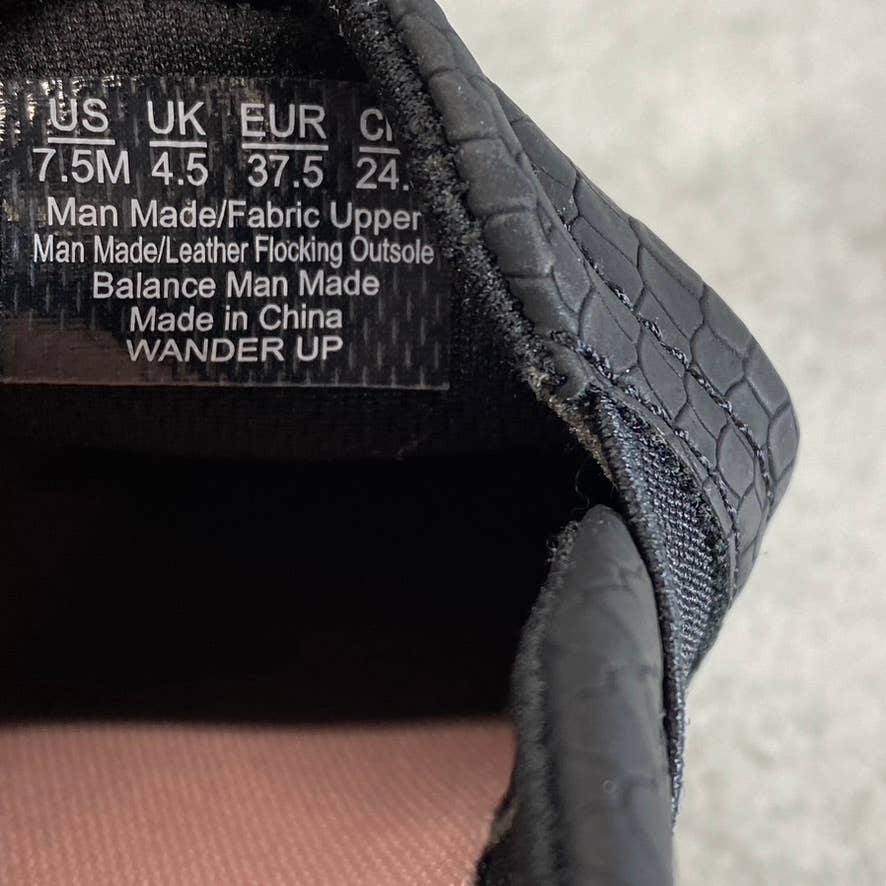 US UK EUR
7.5M 4.5 37.5 24.
Man Made/Fabric Upper
Man Made/Leather Flocking Outsole
Balance Man Made
Made in China
WANDER UP